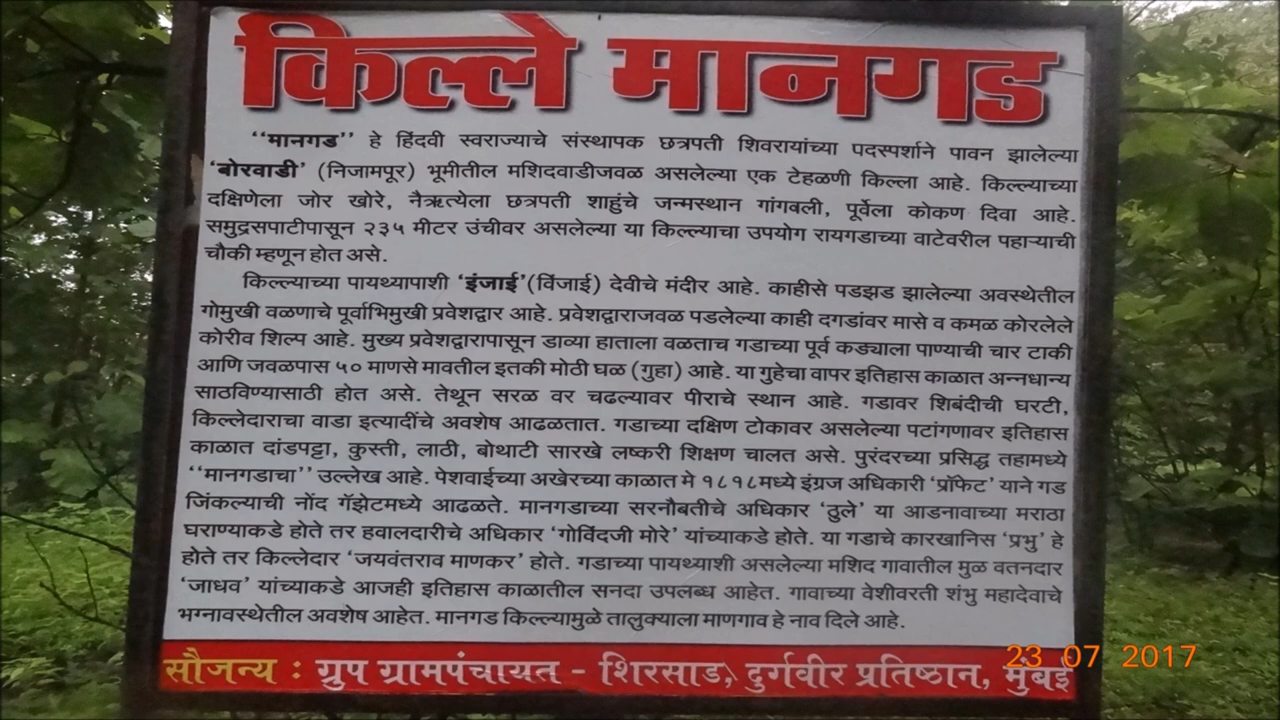 किल्ले मानगड
“मानगड” हे हिंदवी स्वराज्याचे संस्थापक छत्रपती शिवरायांच्या पदस्पर्शाने पावन झालेल्या
‘बोरवाडी’ (निजामपूर) भूमीतील मशिदवाडीजवळ असलेल्या एक टेहळणी किल्ला आहे. किल्ल्याच्या
दक्षिणेला जोर खोरे, नैऋत्येला छत्रपती शाहुंचे जन्मस्थान गांगवली, पूर्वेला कोकण दिवा आहे.
समुद्रसपाटीपासून २३५ मीटर उंचीवर असलेल्या या किल्ल्याचा उपयोग रायगडाच्या वाटेवरील पहाऱ्याची
चौकी म्हणून होत असे.
किल्ल्याच्या पायथ्यापाशी ‘इंजाई’(विंजाई) देवीचे मंदीर आहे. काहीसे पडझड झालेल्या अवस्थेतील
गोमुखी वळणाचे पूर्वाभिमुखी प्रवेशद्वार आहे. प्रवेशद्वाराजवळ पडलेल्या काही दगडांवर मासे व कमळ कोरलेले
कोरीव शिल्प आहे. मुख्य प्रवेशद्वारापासून डाव्या हाताला वळताच गडाच्या पूर्व कड्याला पाण्याची चार टाकी
आणि जवळपास ५० माणसे मावतील इतकी मोठी घळ (गुहा) आहे. या गुहेचा वापर इतिहास काळात अन्नधान्य
साठविण्यासाठी होत असे. तेथून सरळ वर चढल्यावर पीराचे स्थान आहे. गडावर शिबंदीची घरटी,
किल्लेदाराचा वाडा इत्यादींचे अवशेष आढळतात. गडाच्या दक्षिण टोकावर असलेल्या पटांगणावर इतिहास
काळात दांडपट्टा, कुस्ती, लाठी, बोथाटी सारखे लष्करी शिक्षण चालत असे. पुरंदरच्या प्रसिद्ध तहामध्ये
“मानगडाचा” उल्लेख आहे. पेशवाईच्या अखेरच्या काळात मे १८१८मध्ये इंग्रज अधिकारी ‘प्रॉफेट’ याने गड
जिंकल्याची नोंद गॅझेटमध्ये आढळते. मानगडाच्या सरनौबतीचे अधिकार ‘ठुले’ या आडनावाच्या मराठा
घराण्याकडे होते तर हवालदारीचे अधिकार ‘गोविंदजी मोरे’ यांच्याकडे होते. या गडाचे कारखानिस ‘प्रभु’ हे
होते तर किल्लेदार ‘जयवंतराव माणकर’ होते. गडाच्या पायथ्याशी असलेल्या मशिद गावातील मुळ वतनदार
‘जाधव’ यांच्याकडे आजही इतिहास काळातील सनदा उपलब्ध आहेत. गावाच्या वेशीवरती शंभु महादेवाचे
भग्नावस्थेतील अवशेष आहेत. मानगड किल्ल्यामुळे तालुक्याला माणगाव हे नाव दिले आहे.
सौजन्य : ग्रुप ग्रामपंचायत - शिरसाड, दुर्गवीर प्रतिष्ठान, मुंबई
23 07 2017